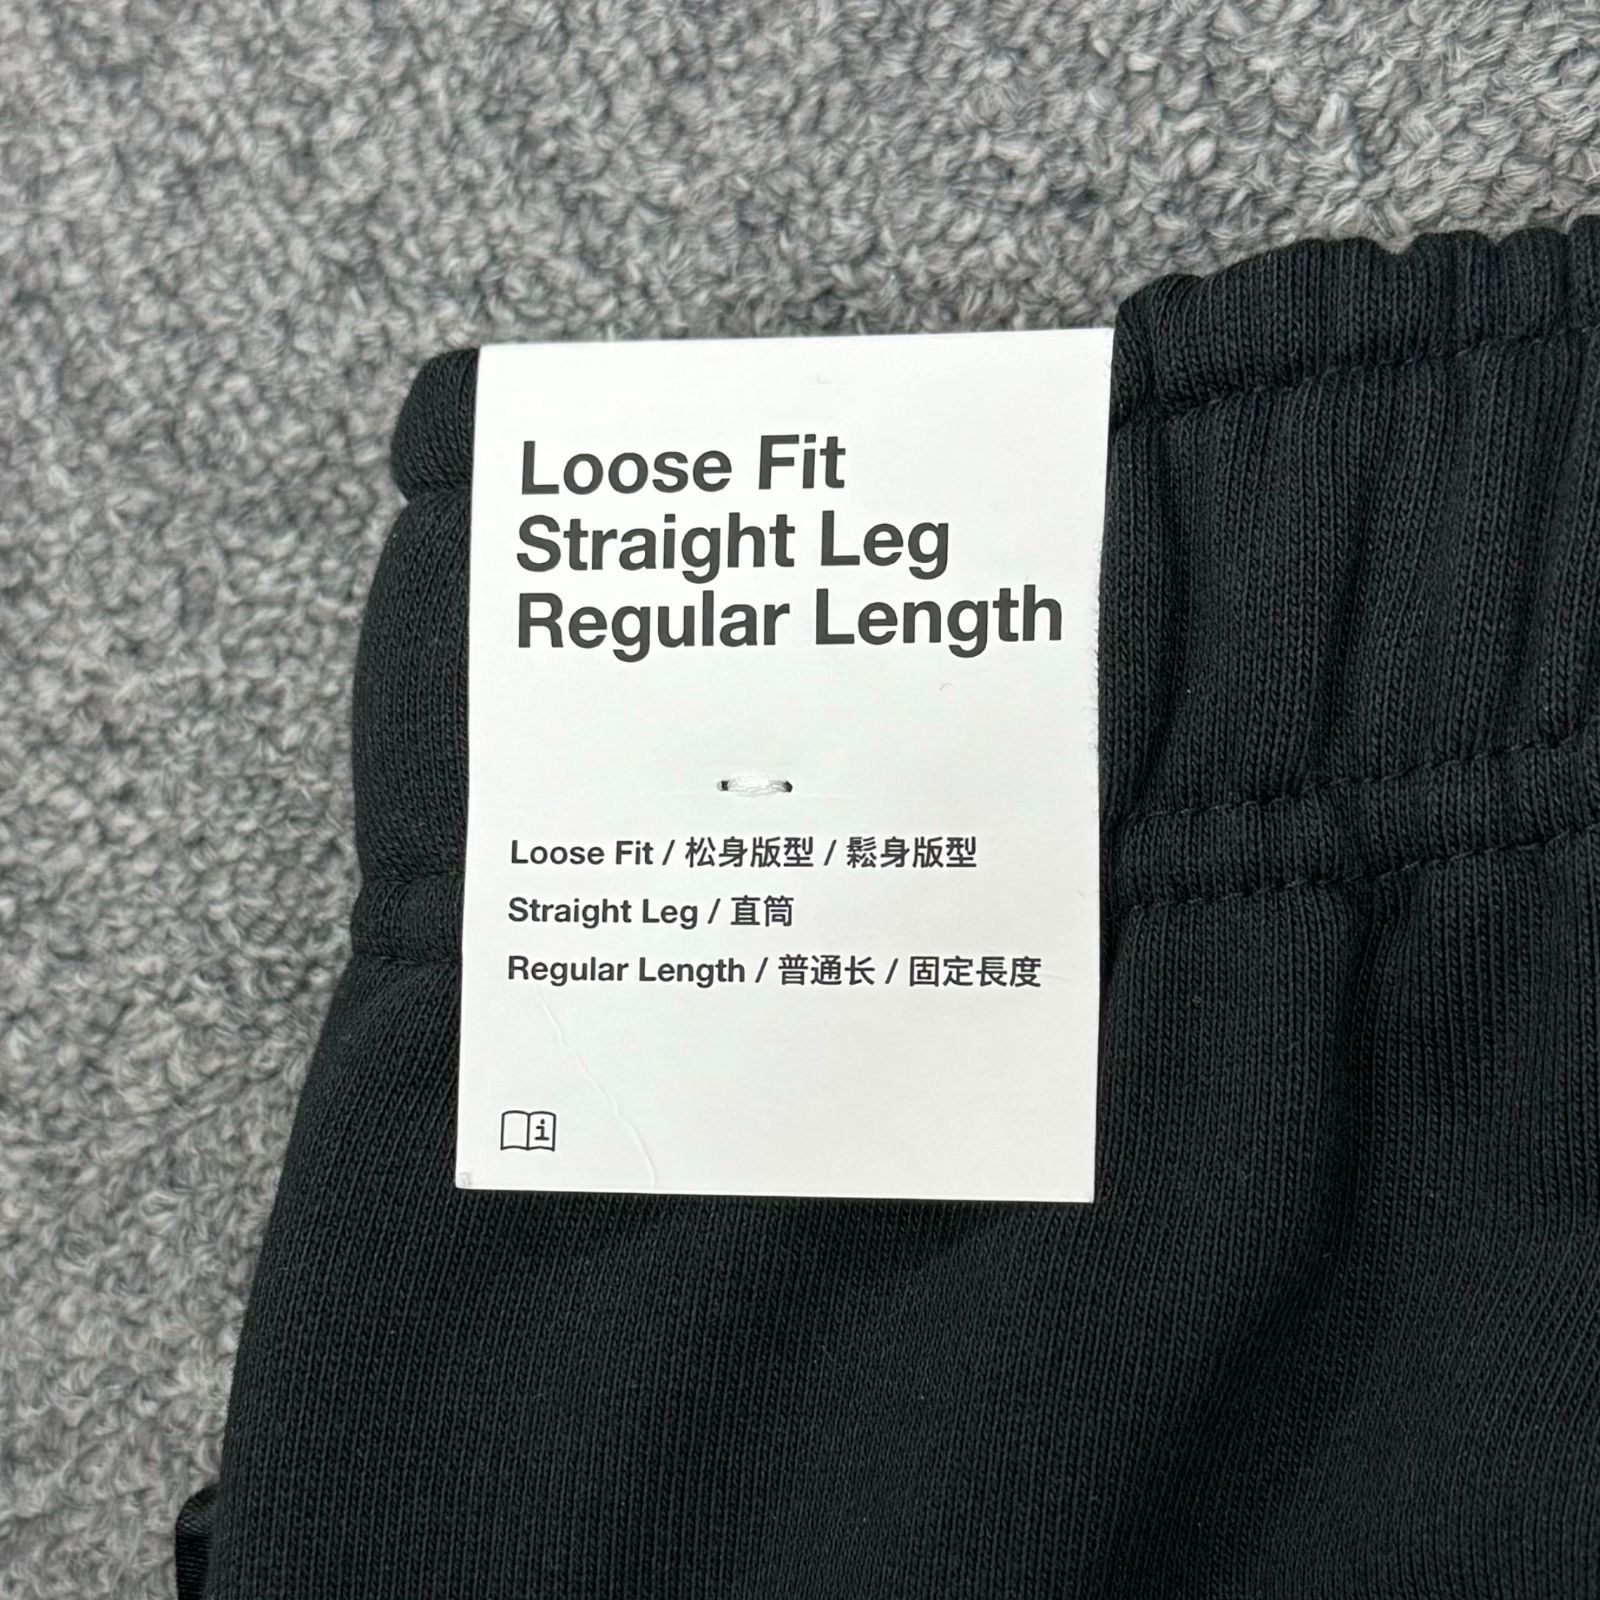 Loose Fit
Straight Leg
Regular Length
Loose Fit / 松身版型 / 鬆身版型
Straight Leg / 直筒
Regular Length / 普通长 / 固定長度
i